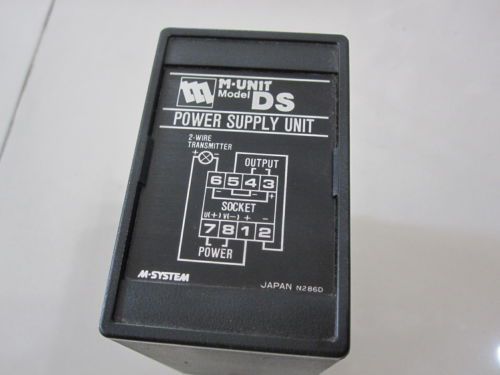 M-UNIT
Model DS
POWER SUPPLY UNIT
2-WIRE
TRANSMITTER
+ -
OUTPUT
6 5 4 3
- - +
SOCKET
U(+) V(-) + -
7 8 1 2
POWER
M-SYSTEM
JAPAN N286D